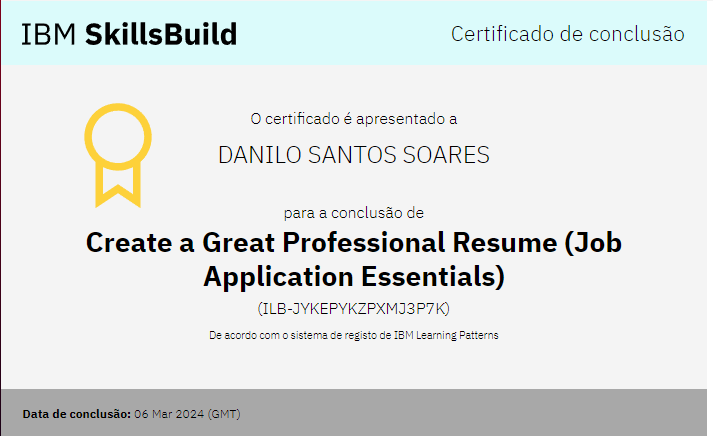 IBM SkillsBuild
Certificado de conclusão
O certificado é apresentado a
DANILO SANTOS SOARES
para a conclusão de
Create a Great Professional Resume (Job
Application Essentials)
(ILB-JYKEPYKZPXMJ3P7K)
De acordo com o sistema de registo de IBM Learning Patterns
Data de conclusão: 06 Mar 2024 (GMT)